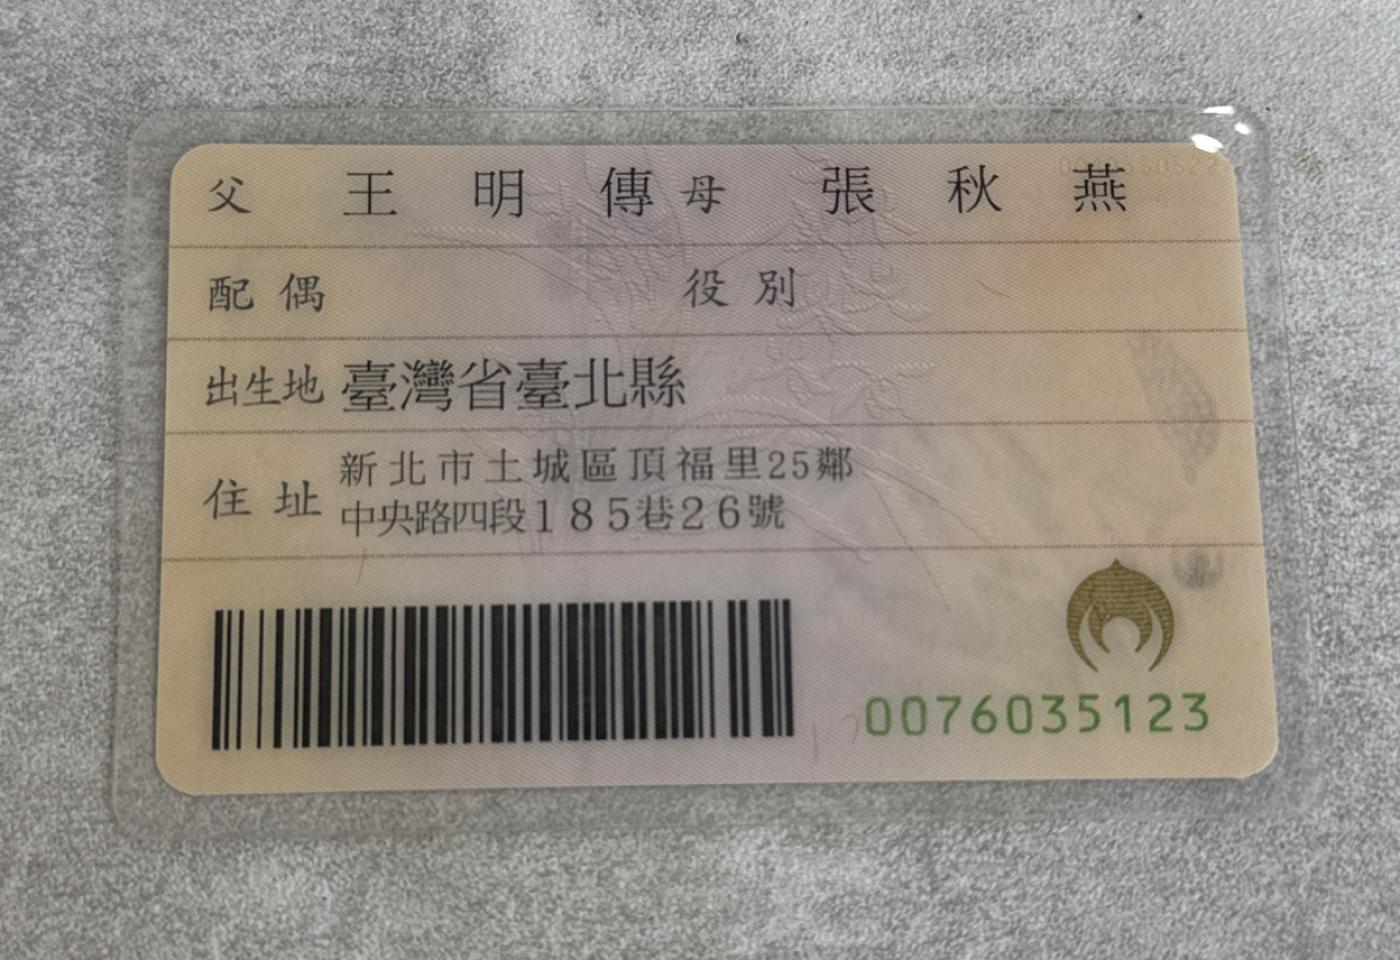 父 王明傳 母 張秋燕
配偶 役別
出生地 臺灣省臺北縣
住址 新北市土城區頂福里25鄰
中央路四段185巷26號
0076035123